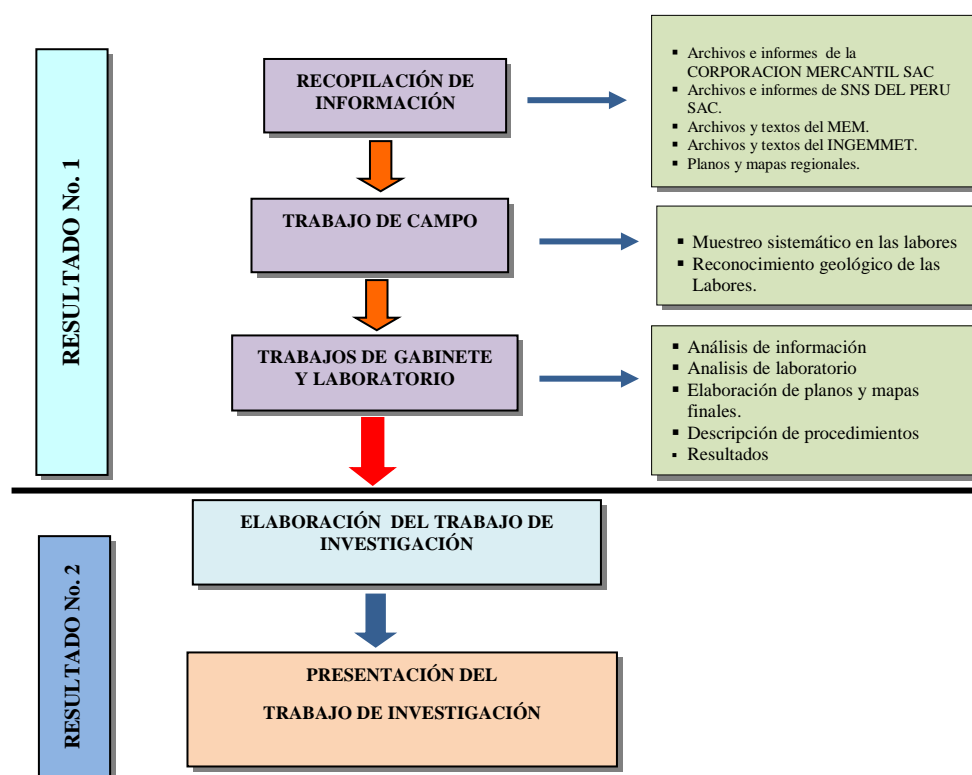 RESULTADO No. 1
RECOPILACIÓN DE
INFORMACIÓN
▪ Archivos e informes de la
CORPORACION MERCANTIL SAC
▪ Archivos e informes de SNS DEL PERU
SAC.
▪ Archivos y textos del MEM.
▪ Archivos y textos del INGEMMET.
▪ Planos y mapas regionales.
TRABAJO DE CAMPO
▪ Muestreo sistemático en las labores
▪ Reconocimiento geológico de las
Labores.
TRABAJOS DE GABINETE
Y LABORATORIO
▪ Análisis de información
▪ Analisis de laboratorio
▪ Elaboración de planos y mapas
finales.
▪ Descripción de procedimientos
▪ Resultados
RESULTADO No. 2
ELABORACIÓN DEL TRABAJO DE
INVESTIGACIÓN
PRESENTACIÓN DEL
TRABAJO DE INVESTIGACIÓN